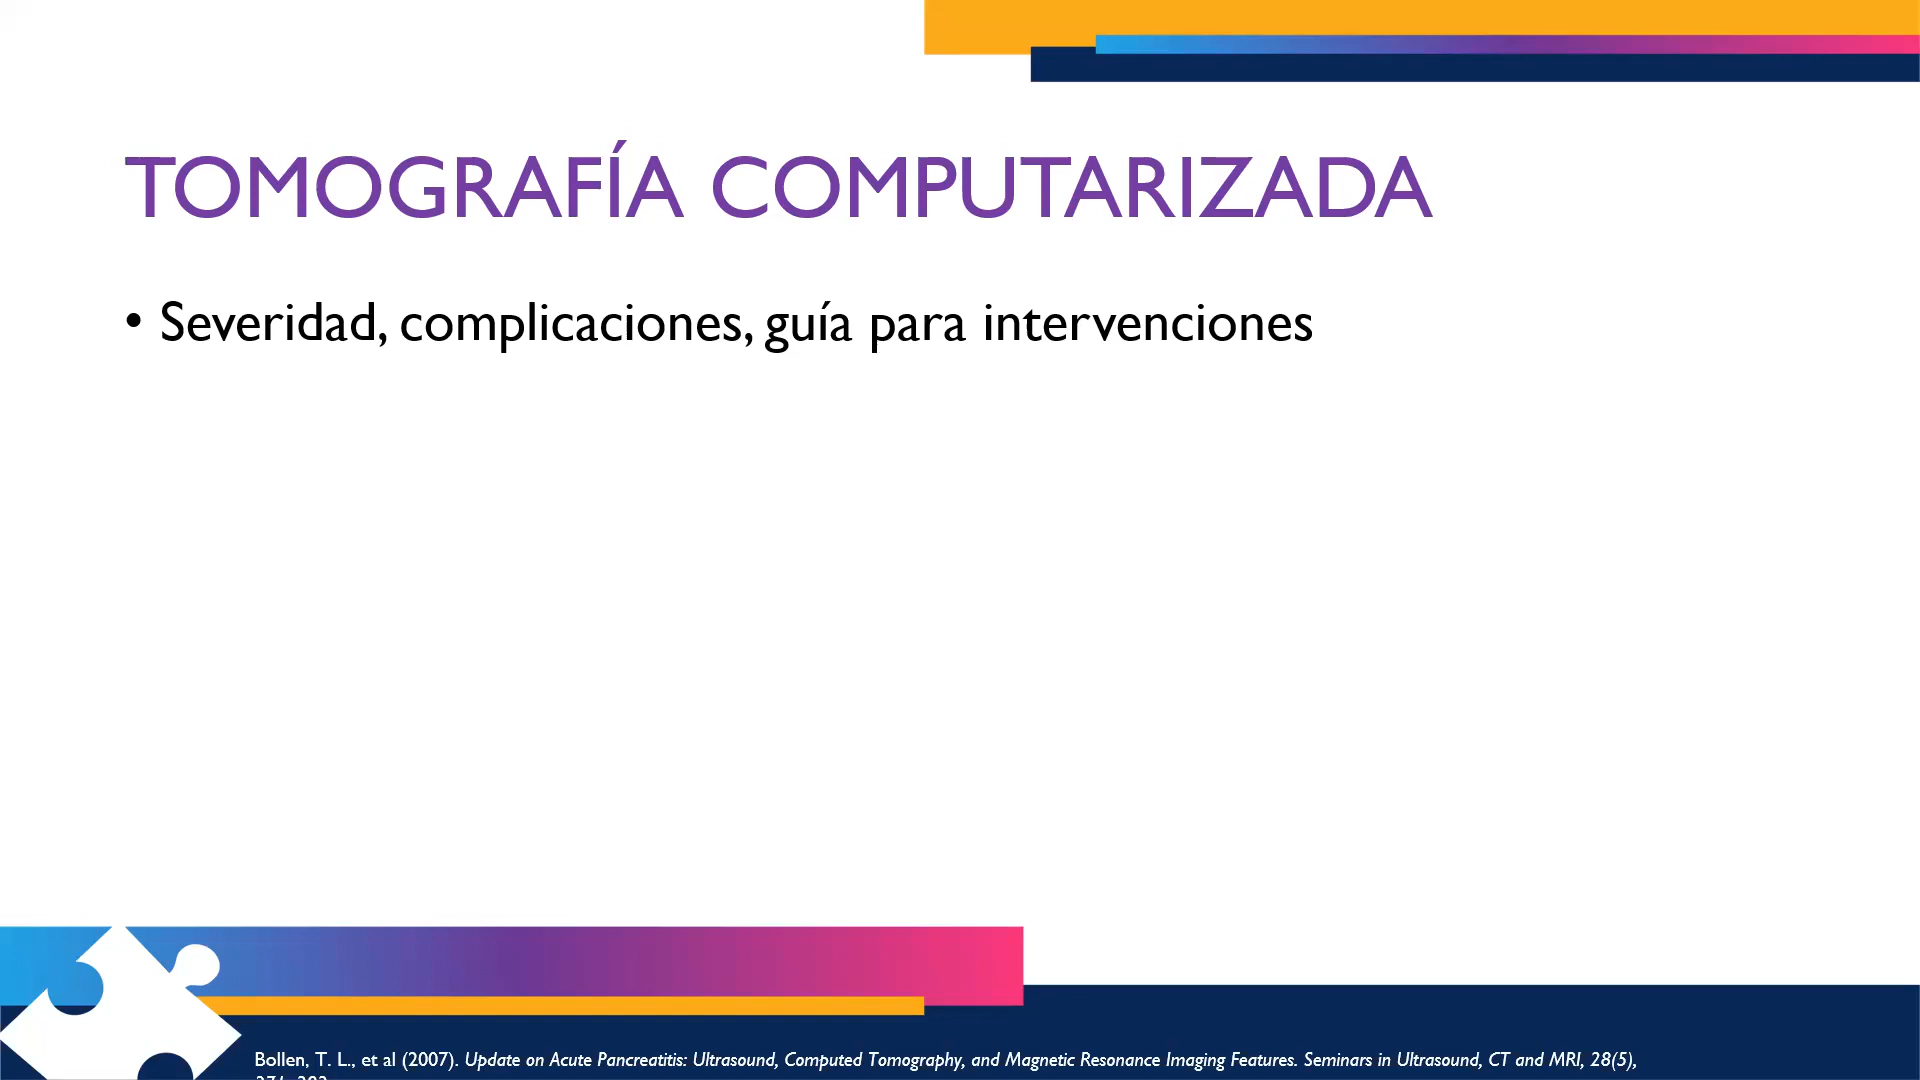 TOMOGRAFÍA COMPUTARIZADA
• Severidad, complicaciones, guía para intervenciones
Bollen, T. L., et al (2007). Update on Acute Pancreatitis: Ultrasound, Computed Tomography, and Magnetic Resonance Imaging Features. Seminars in Ultrasound, CT and MRI, 28(5),